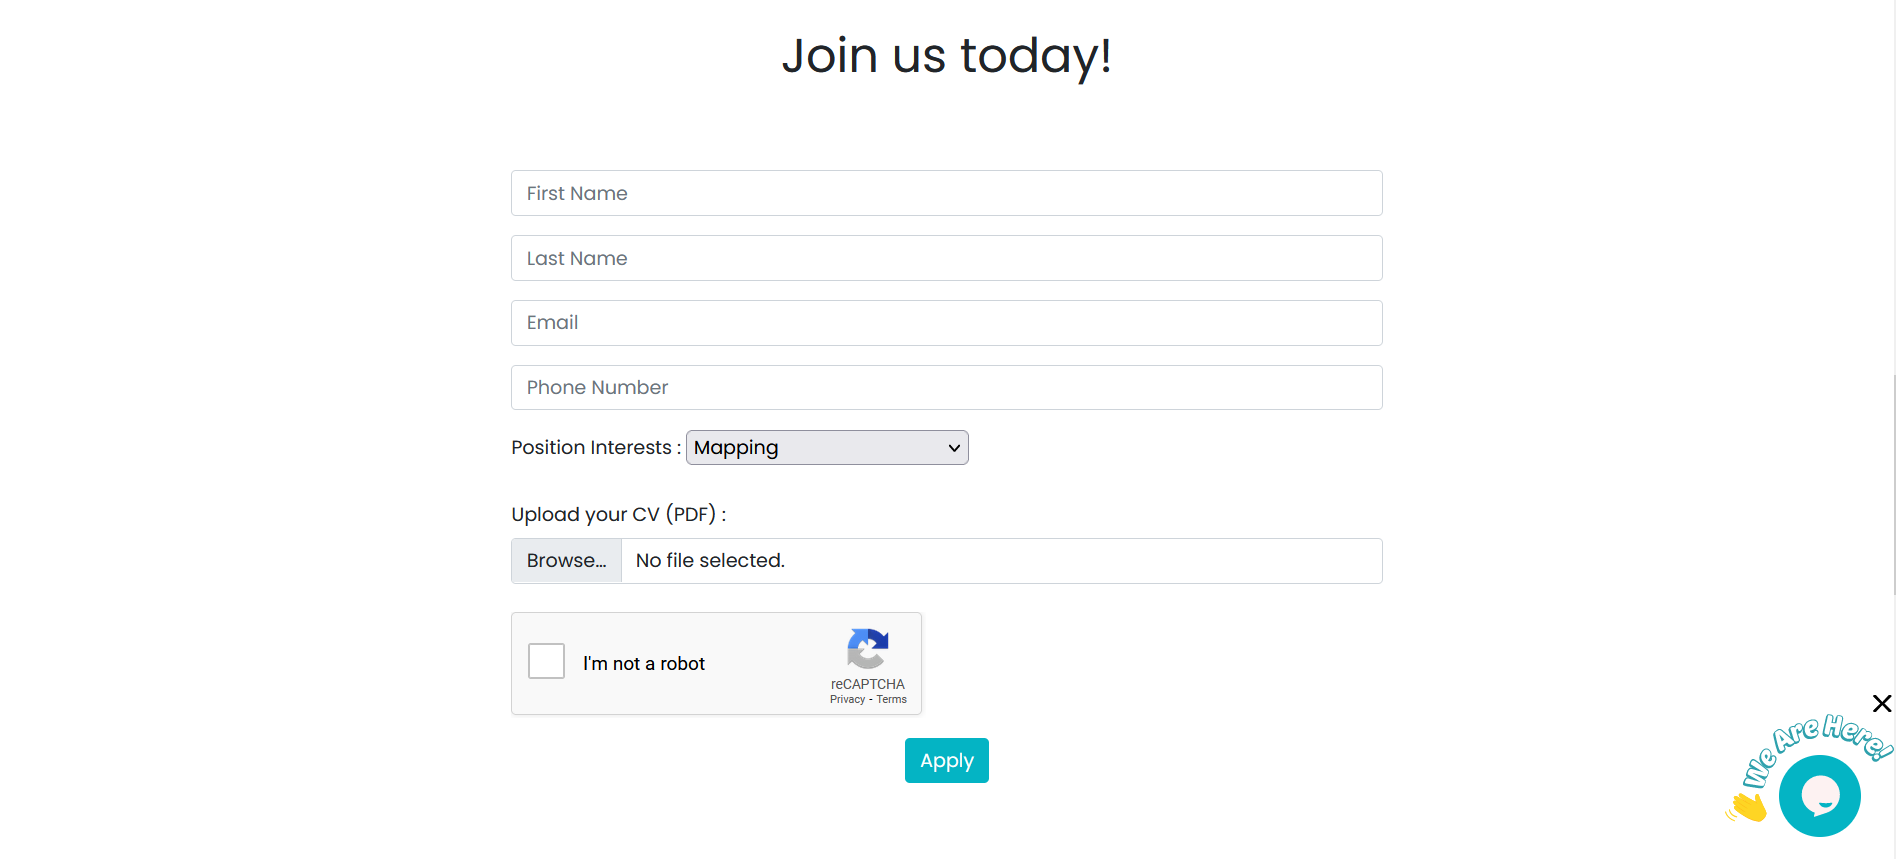 Join us today!
First Name
Last Name
Email
Phone Number
Position Interests : Mapping
Upload your CV (PDF) :
Browse... No file selected.
I'm not a robot
reCAPTCHA
Privacy - Terms
Apply
We Are Here!